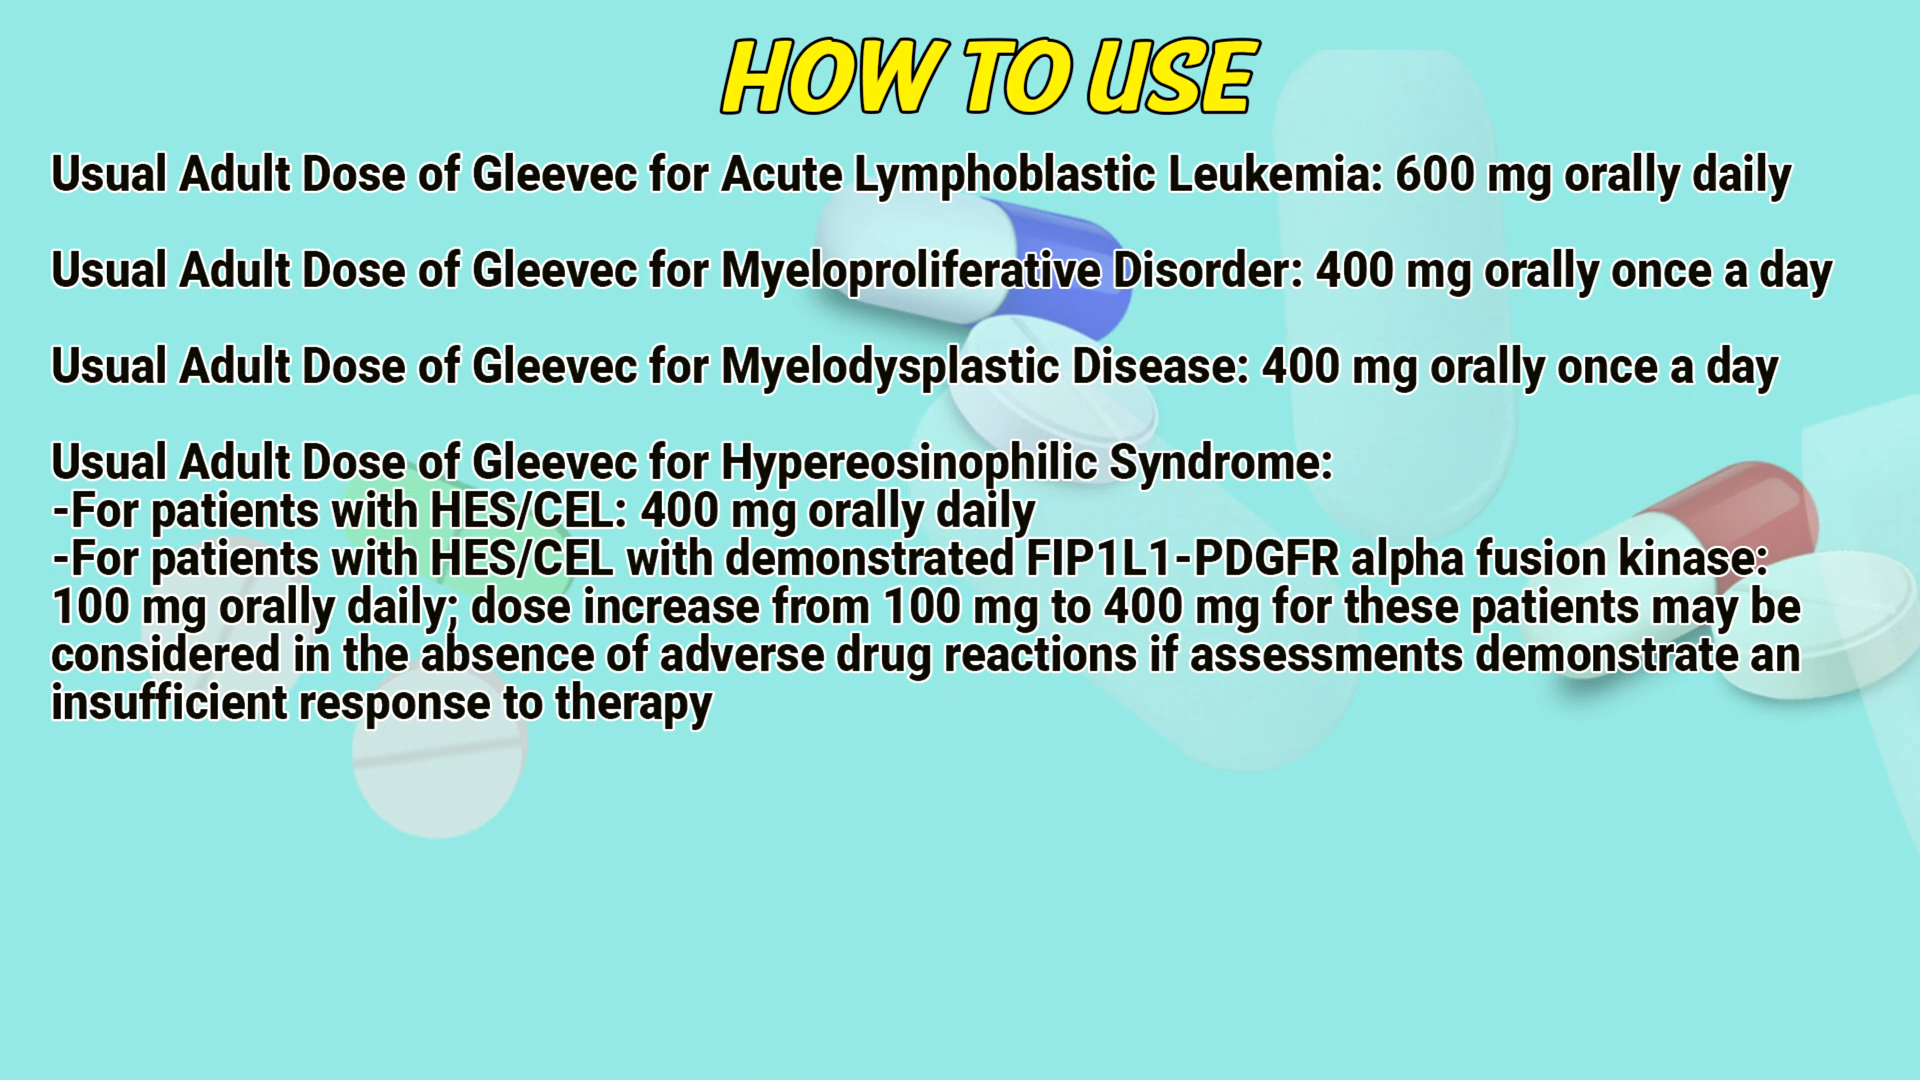 HOW TO USE
Usual Adult Dose of Gleevec for Acute Lymphoblastic Leukemia: 600 mg orally daily
Usual Adult Dose of Gleevec for Myeloproliferative Disorder: 400 mg orally once a day
Usual Adult Dose of Gleevec for Myelodysplastic Disease: 400 mg orally once a day
Usual Adult Dose of Gleevec for Hypereosinophilic Syndrome:
-For patients with HES/CEL: 400 mg orally daily
-For patients with HES/CEL with demonstrated FIP1L1-PDGFR alpha fusion kinase:
100 mg orally daily; dose increase from 100 mg to 400 mg for these patients may be
considered in the absence of adverse drug reactions if assessments demonstrate an
insufficient response to therapy